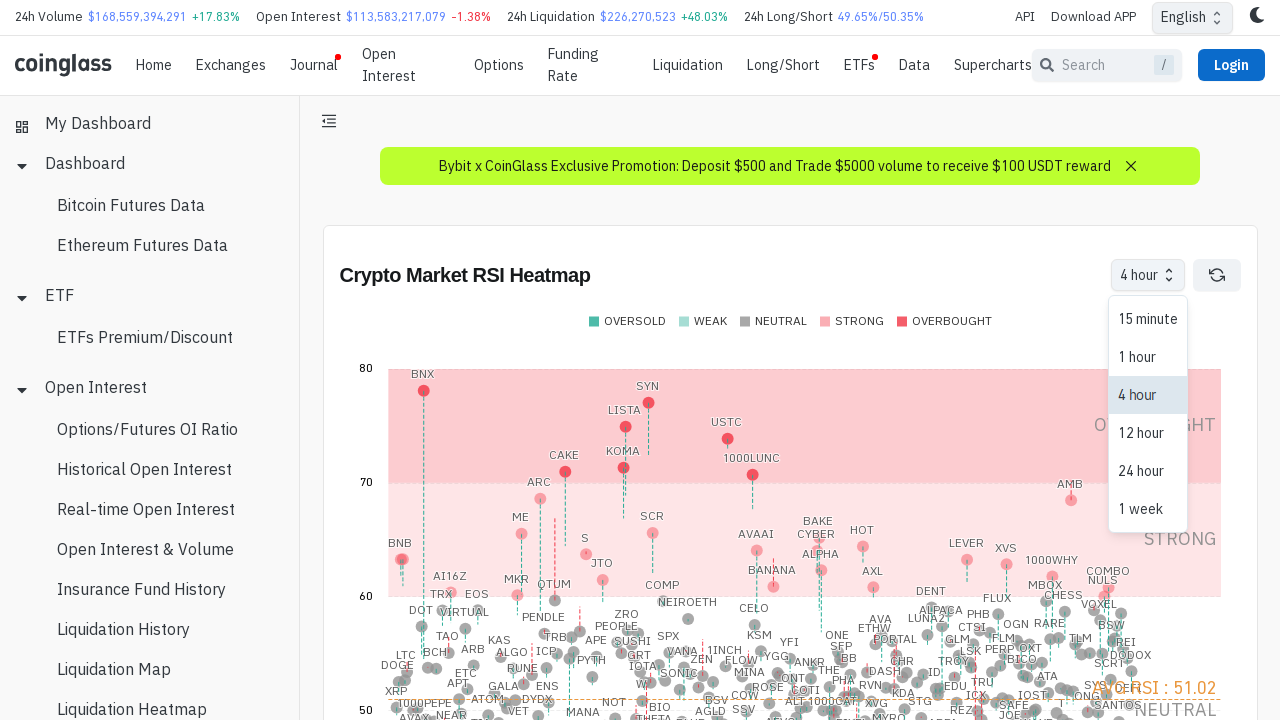 24h Volume $168,559,394,291 +17.83% Open Interest $113,583,217,079 -1.38% 24h Liquidation $226,270,523 +48.03% 24h Long/Short 49.65%/50.35% API Download APP English
coinglass Home Exchanges Journal Open Interest Options Funding Rate Liquidation Long/Short ETFs Data Supercharts Search / Login
My Dashboard
Dashboard
Bitcoin Futures Data
Ethereum Futures Data
ETF
ETFs Premium/Discount
Open Interest
Options/Futures OI Ratio
Historical Open Interest
Real-time Open Interest
Open Interest & Volume
Insurance Fund History
Liquidation History
Liquidation Map
Liquidation Heatmap
Bybit x CoinGlass Exclusive Promotion: Deposit $500 and Trade $5000 volume to receive $100 USDT reward
Crypto Market RSI Heatmap
4 hour
15 minute
1 hour
4 hour
12 hour
24 hour
1 week
OVERSOLD WEAK NEUTRAL STRONG OVERBOUGHT
80
BNX
SYN
LISTA
USTC
CAKE
KOMA
1000LUNC
70
ARC
AMB
ME
SCR
BAKE
AVAAI
CYBER
HOT
STRONG
BNB
S
ALPHA
LEVER
XVS
JTO
BANANA
AXL
1000WHY
COMBO
AI16Z
MKR
QTUM
COMP
DENT
MBOX
NULS
60
TRX
EOS
NEIROETH
FLUX
CHESS
VOXEL
DOT
VIRTUAL
PENDLE
ZRO
CELO
ALPACA
PHB
PEOPLE
AVA
LUNA2
CTSI
OGN
RARE
BSW
TAO
KAS
TRB
APE
SUSHI
SPX
KSM
YFI
ONE
ETHW
PORTAL
GLM
FLM
TLM
REI
LTC
BCH
ARB
ALGO
ICP
PYTH
GRT
VANA
1INCH
YGG
SFP
BB
CHR
LSK
PERP
DXT
DODOX
DOGE
ETC
RUNE
IOTA
ZEN
FLOW
ANKR
THE
DASH
TROY
BICO
SCRT
XRP
APT
GALA
ENS
SONIC
MINA
PHA
RVN
ID
EDU
TRU
ATA
AVG RSI : 51.02
1000PEPE
ATOM
DYDX
NOT
BSV
COW
ROSE
COTI
KDA
STG
ICX
IOST
SANTOS
50
AVAX
NEAR
VET
MANA
BIO
THETA
AGLD
SSV
ALT
1000CAT
XVG
MYRO
REZ
SAFE
JOE
NEUTRAL